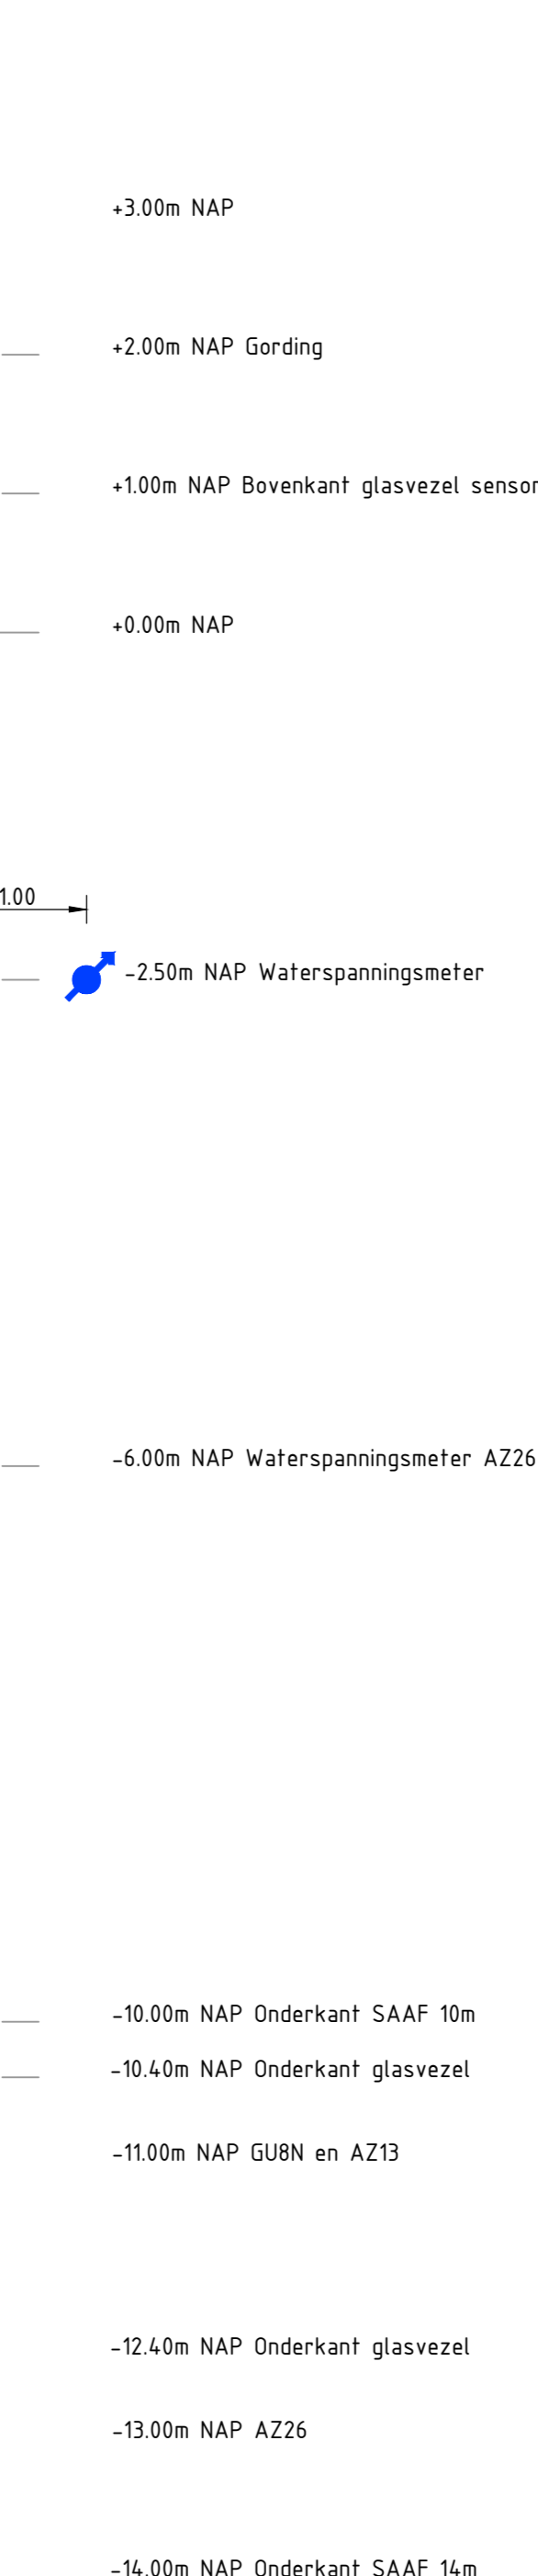 +3.00m NAP
+2.00m NAP Gording
+1.00m NAP Bovenkant glasvezel sensor
+0.00m NAP
1.00
-2.50m NAP Waterspanningsmeter
-6.00m NAP Waterspanningsmeter AZ26
-10.00m NAP Onderkant SAAF 10m
-10.40m NAP Onderkant glasvezel
-11.00m NAP GU8N en AZ13
-12.40m NAP Onderkant glasvezel
-13.00m NAP AZ26
-14.00m NAP Onderkant SAAF 14m